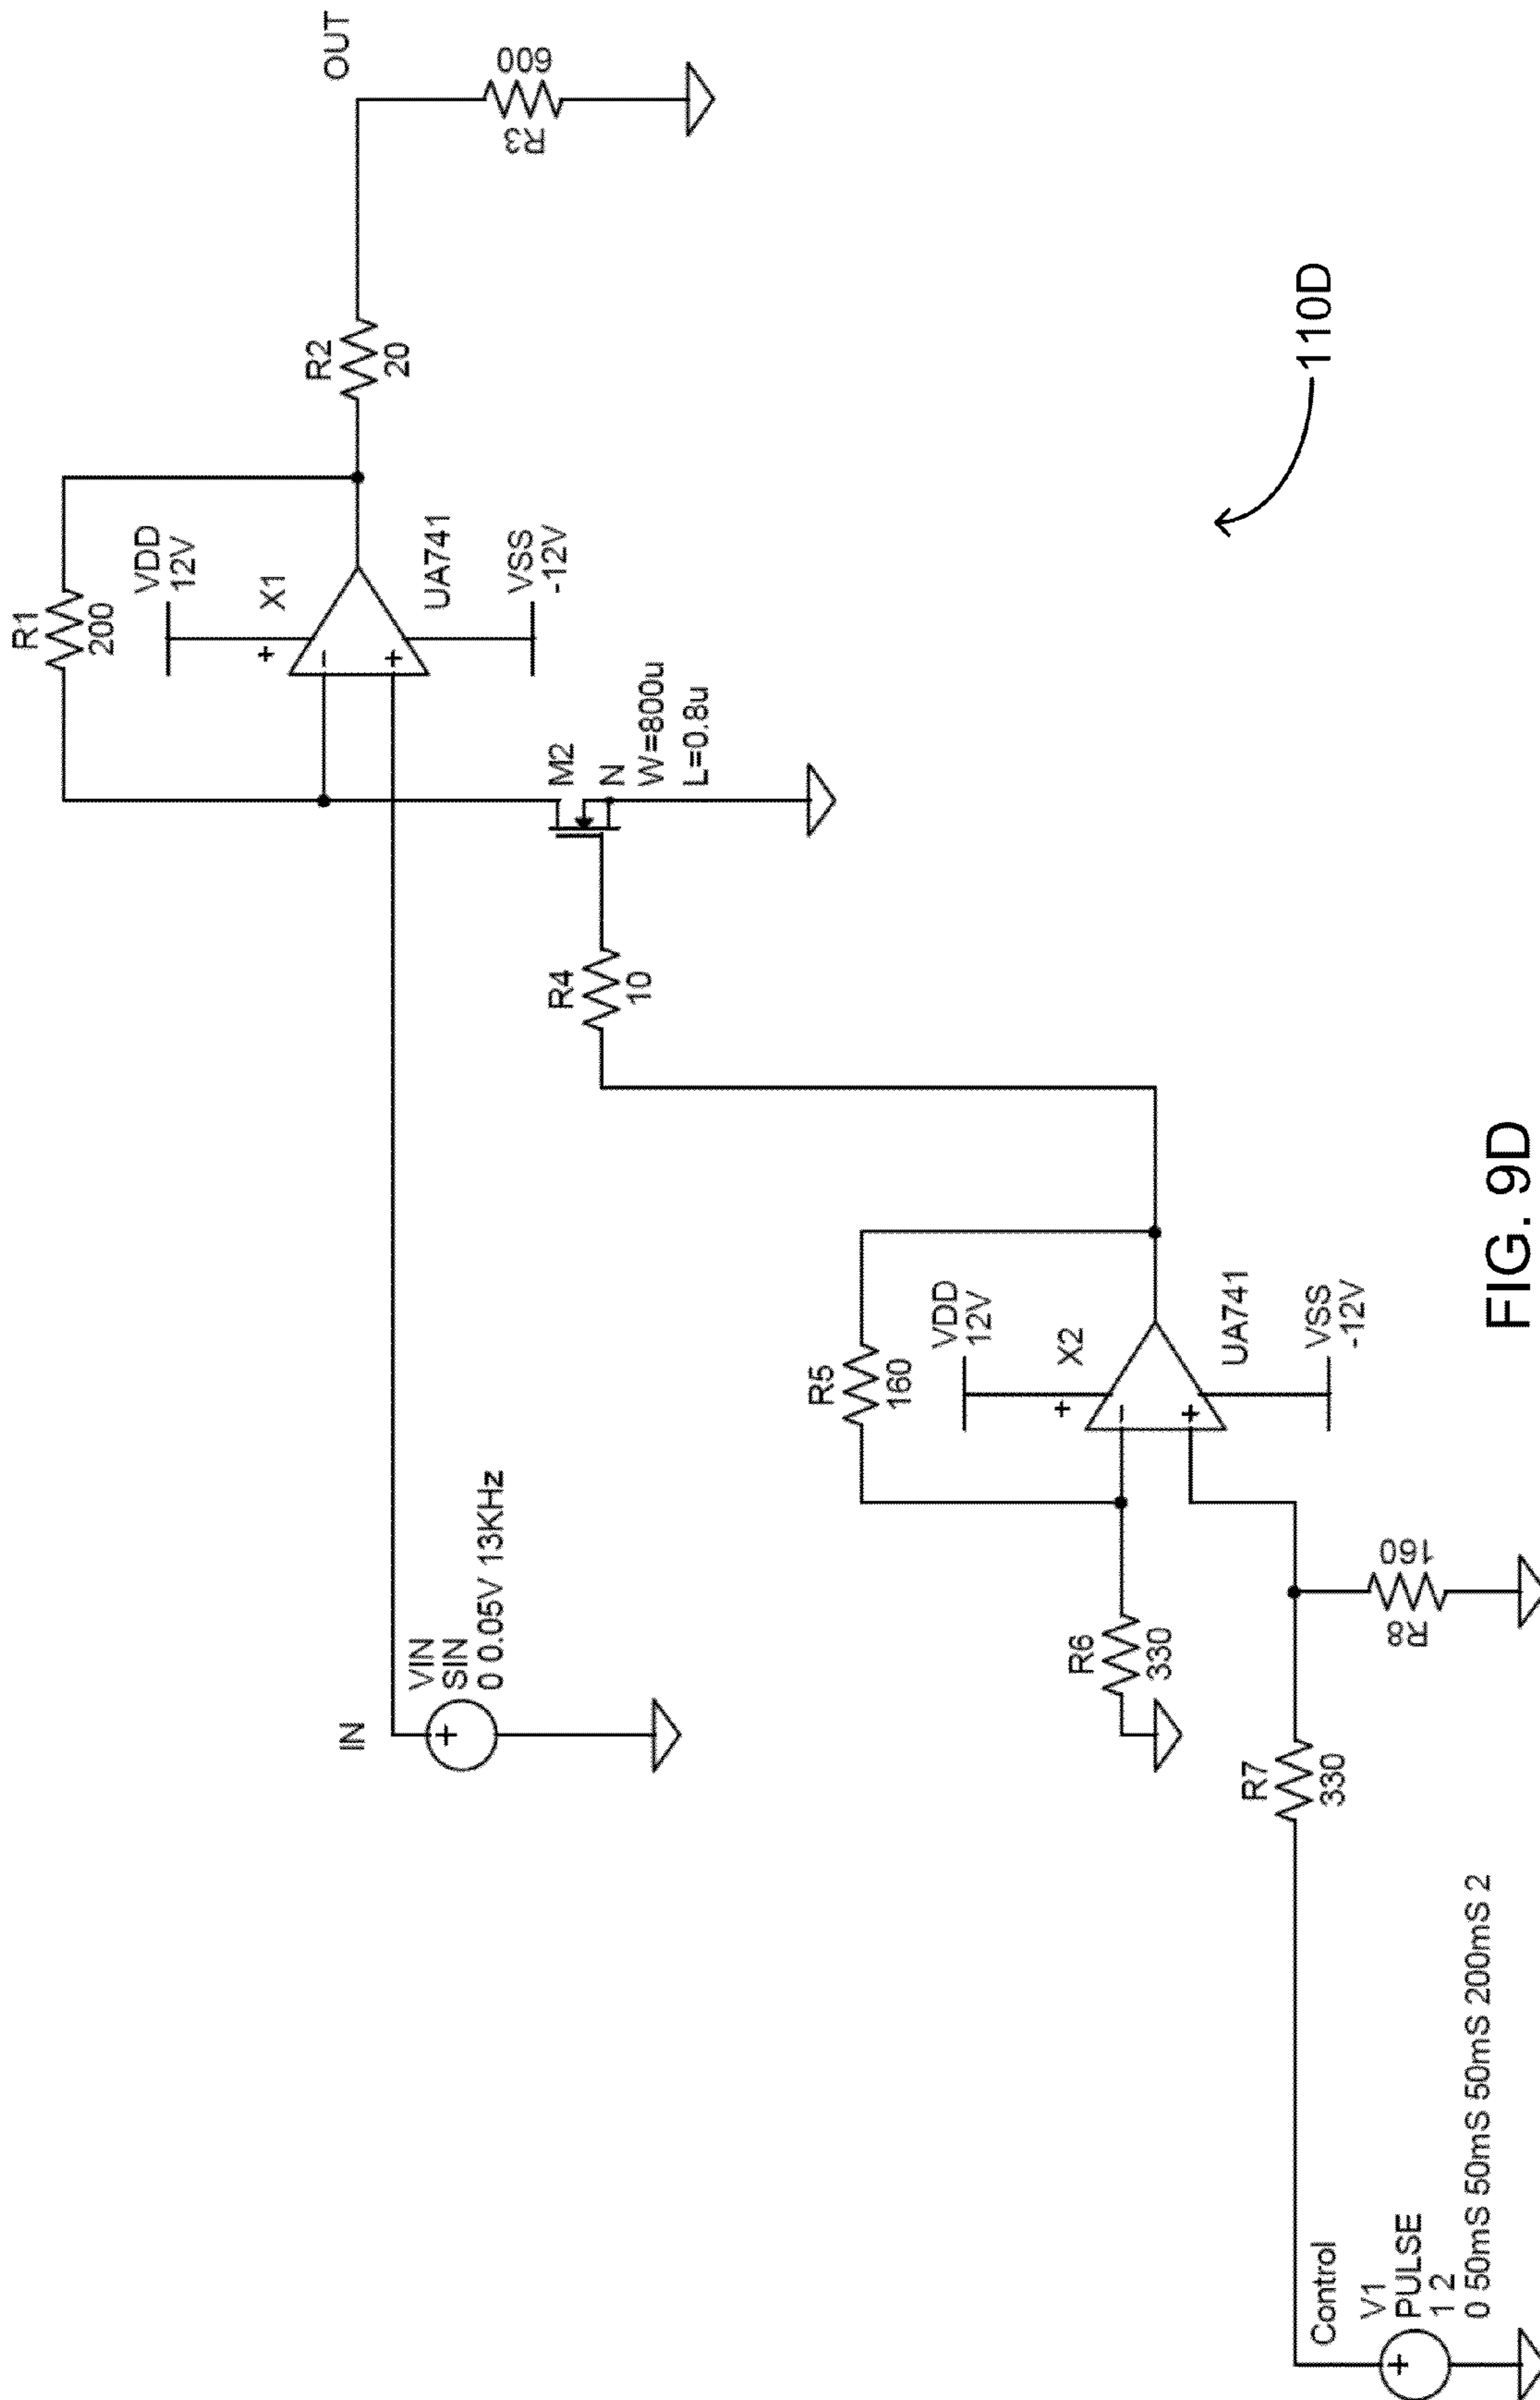 OUT
R3
600
R2
20
R1
200
VDD
12V
X1
+
−
+
UA741
VSS
-12V
M2
N
W=800u
L=0.8u
R4
10
IN
+
VIN
SIN
0 0.05V 13KHz
R5
160
VDD
12V
X2
+
−
+
UA741
VSS
-12V
R6
330
R8
160
R7
330
Control
+
V1
PULSE
1 2
0 50mS 50mS 50mS 200mS 2
110D
FIG. 9D